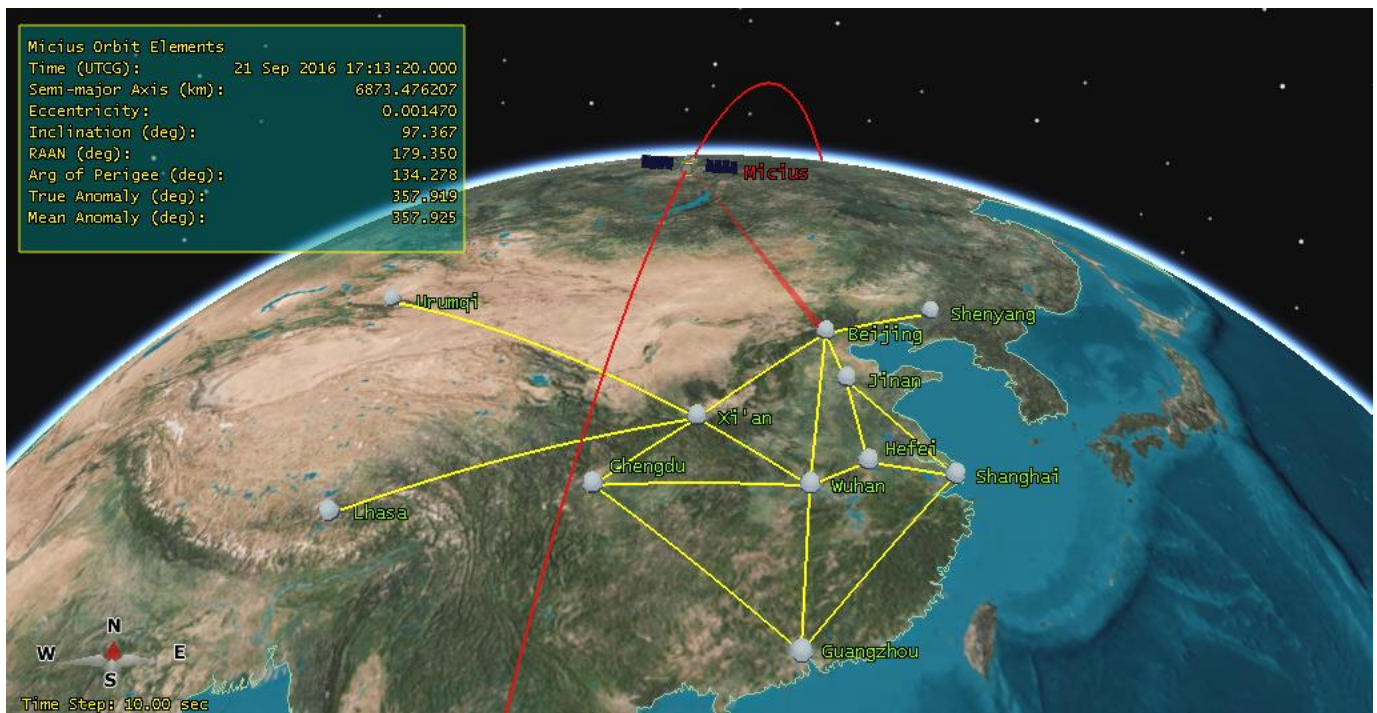 Micius Orbit Elements
Time (UTCG): 21 Sep 2016 17:13:20.000
Semi-major Axis (km): 6873.476207
Eccentricity: 0.001470
Inclination (deg): 97.367
RAAN (deg): 179.350
Arg of Perigee (deg): 134.278
True Anomaly (deg): 357.919
Mean Anomaly (deg): 357.925
Micius
Urumqi
Shenyang
Beijing
Jinan
Xi'an
Hefei
Chengdu
Shanghai
Wuhan
Lhasa
N
W E
S
Guangzhou
Time Step: 10.00 sec